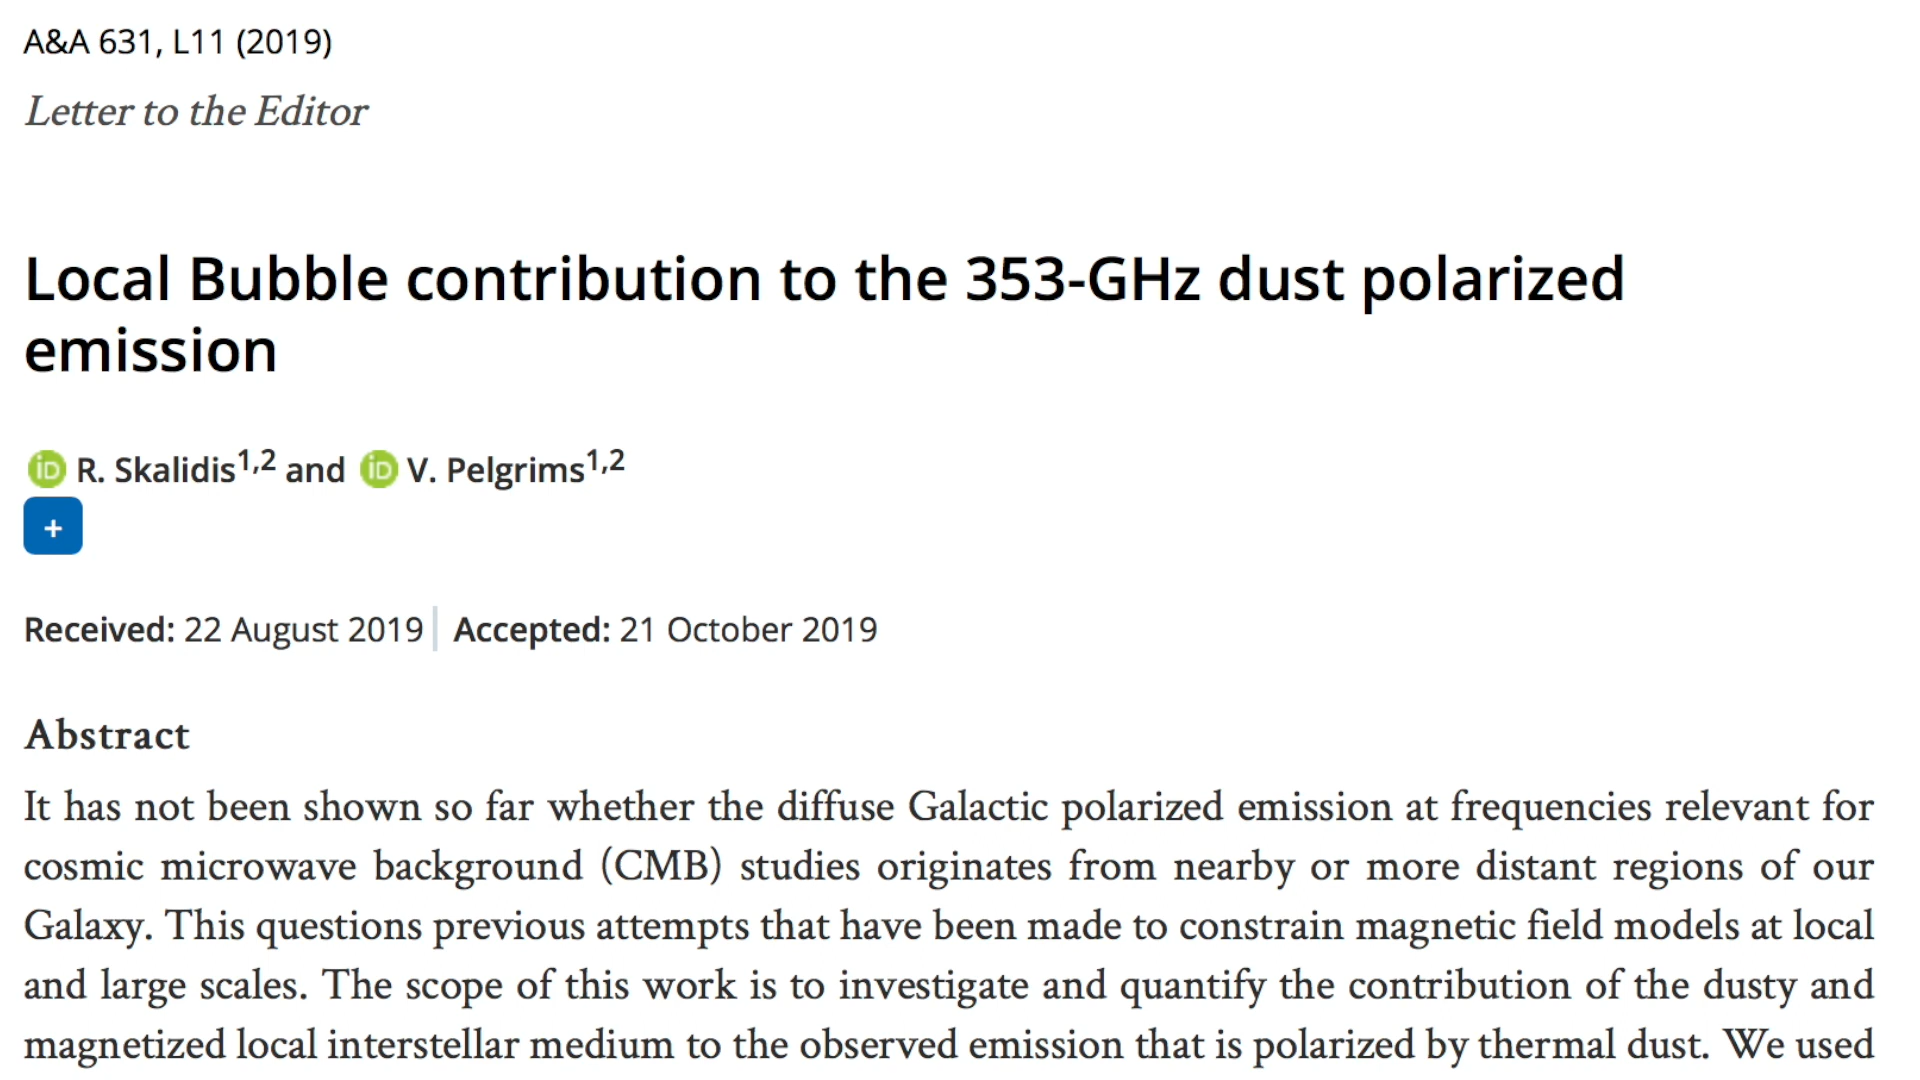 A&A 631, L11 (2019)
Letter to the Editor
Local Bubble contribution to the 353-GHz dust polarized
emission
iD R. Skalidis1,2 and iD V. Pelgrims1,2
+
Received: 22 August 2019 Accepted: 21 October 2019
Abstract
It has not been shown so far whether the diffuse Galactic polarized emission at frequencies relevant for
cosmic microwave background (CMB) studies originates from nearby or more distant regions of our
Galaxy. This questions previous attempts that have been made to constrain magnetic field models at local
and large scales. The scope of this work is to investigate and quantify the contribution of the dusty and
magnetized local interstellar medium to the observed emission that is polarized by thermal dust. We used